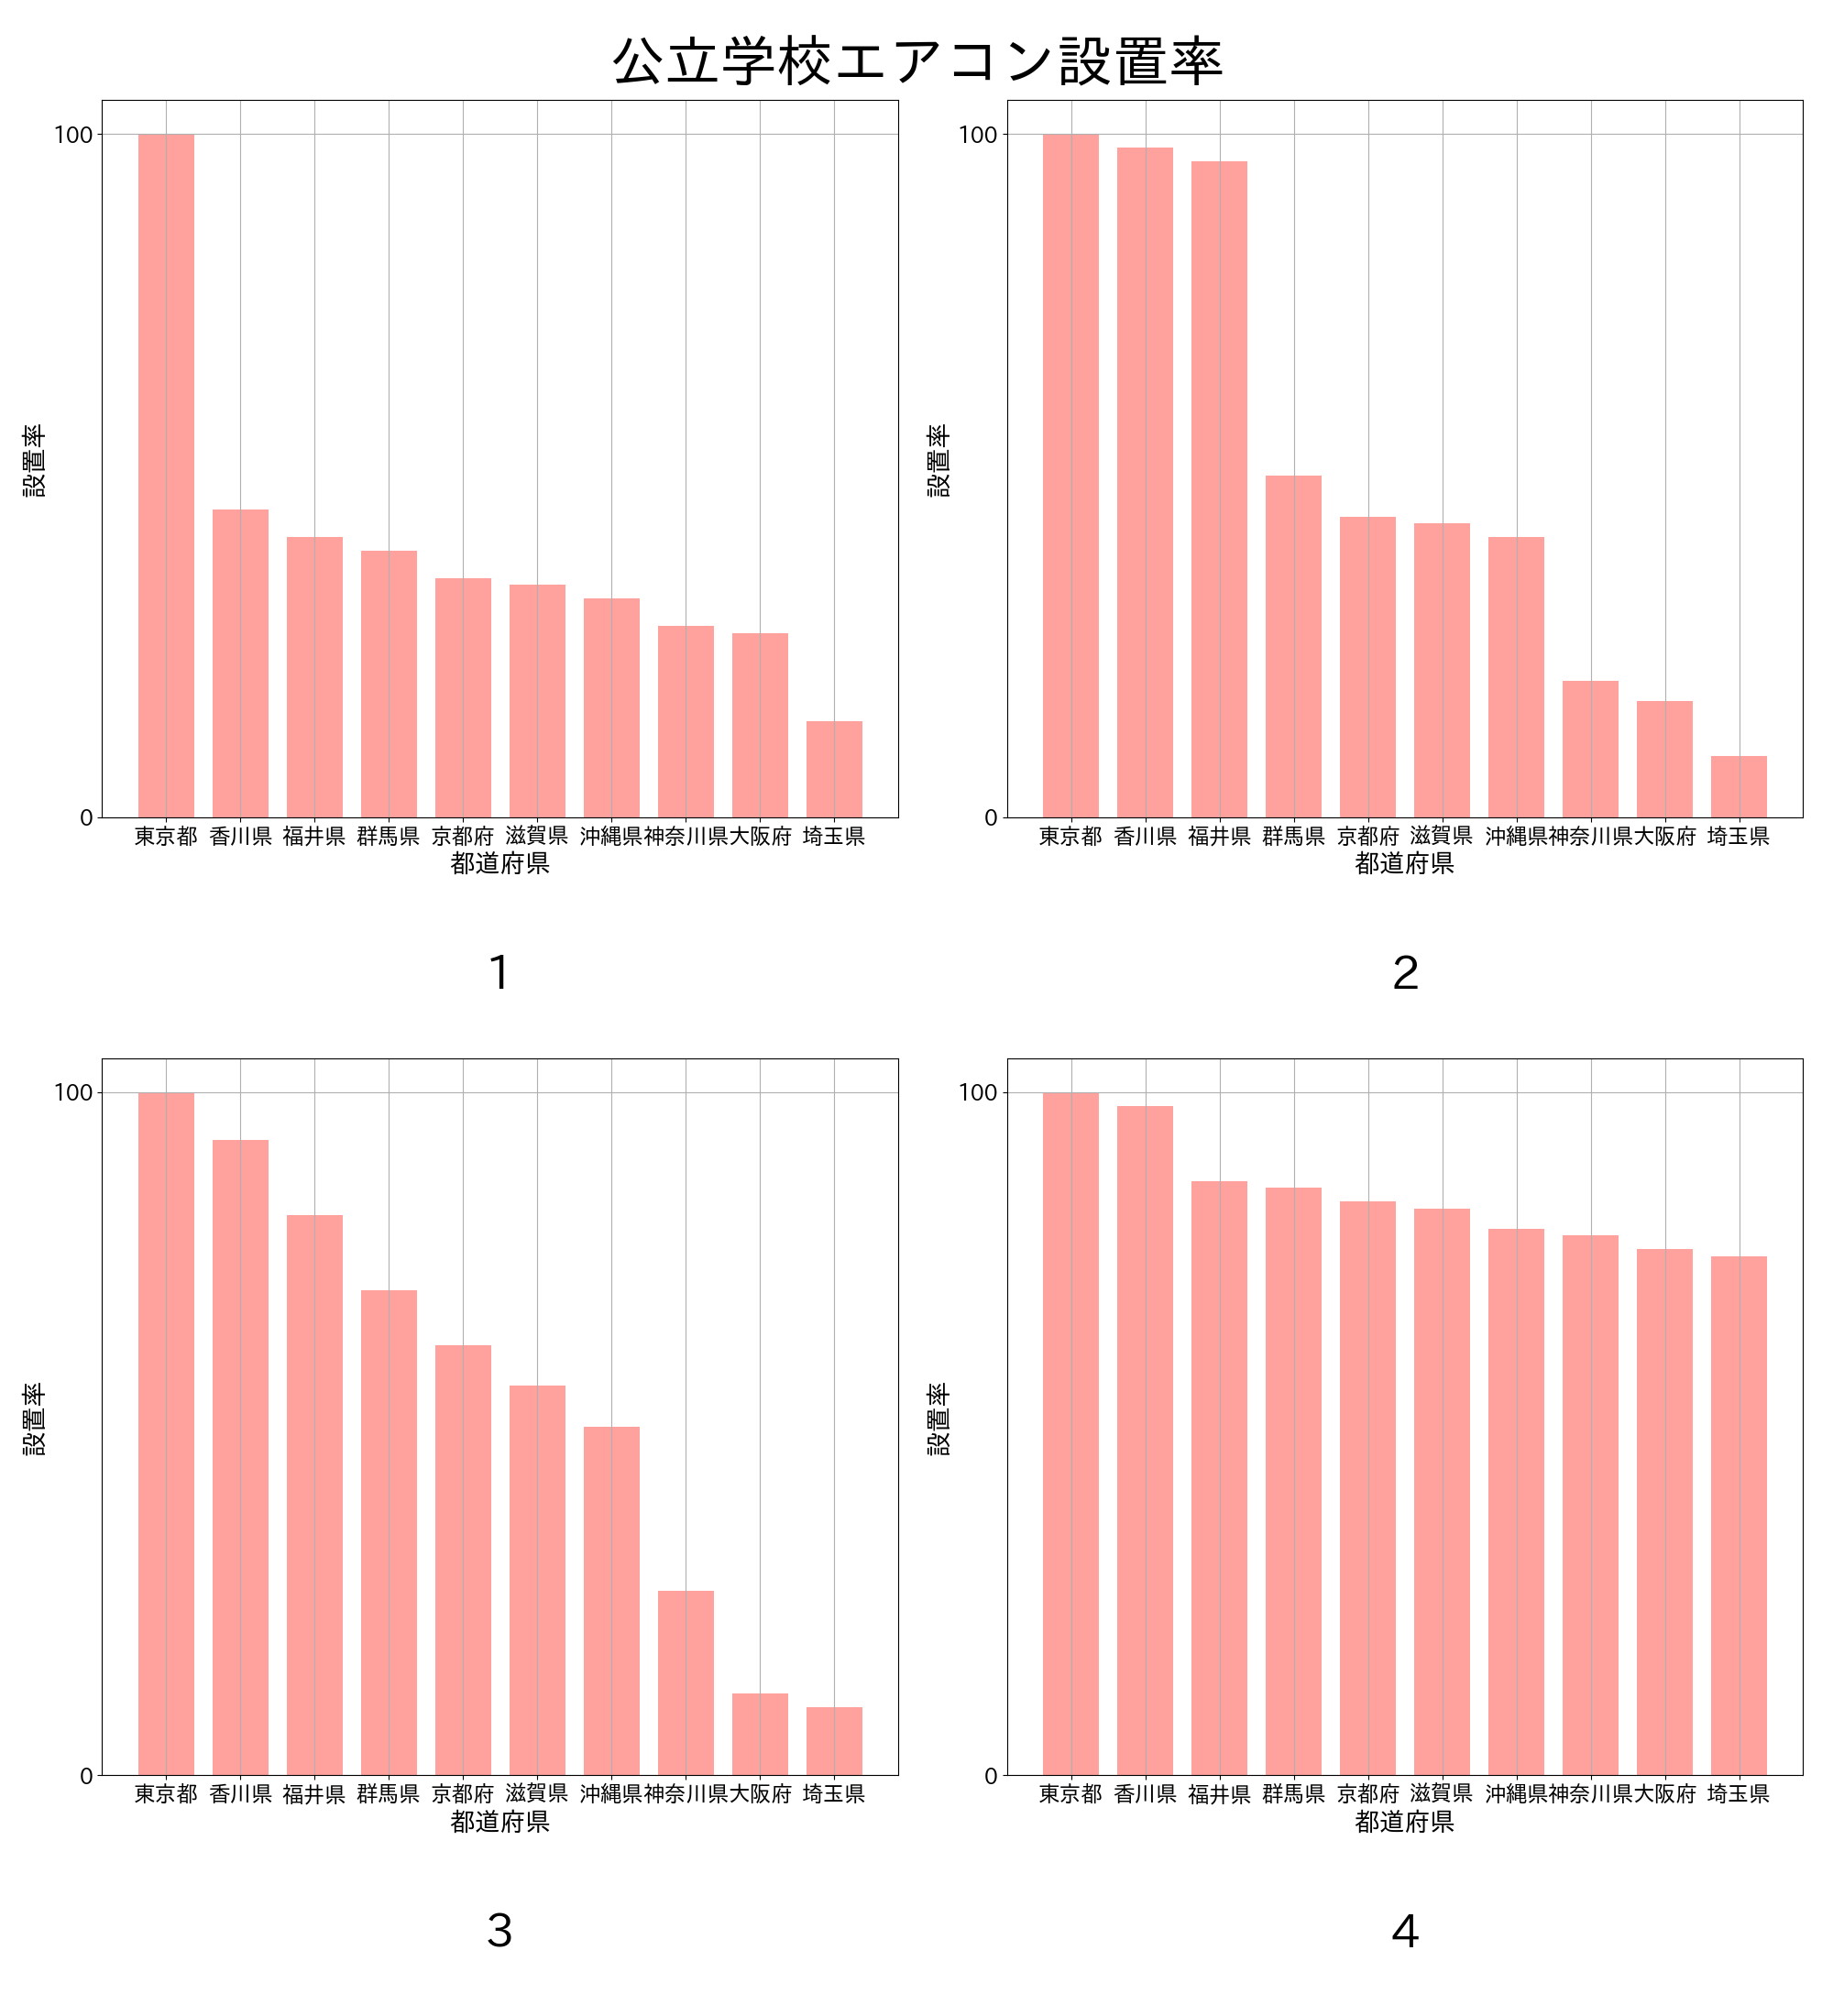 公立学校エアコン設置率
100
設置率
0
東京都 香川県 福井県 群馬県 京都府 滋賀県 沖縄県 神奈川県 大阪府 埼玉県
都道府県
1
100
設置率
0
東京都 香川県 福井県 群馬県 京都府 滋賀県 沖縄県 神奈川県 大阪府 埼玉県
都道府県
2
100
設置率
0
東京都 香川県 福井県 群馬県 京都府 滋賀県 沖縄県 神奈川県 大阪府 埼玉県
都道府県
3
100
設置率
0
東京都 香川県 福井県 群馬県 京都府 滋賀県 沖縄県 神奈川県 大阪府 埼玉県
都道府県
4